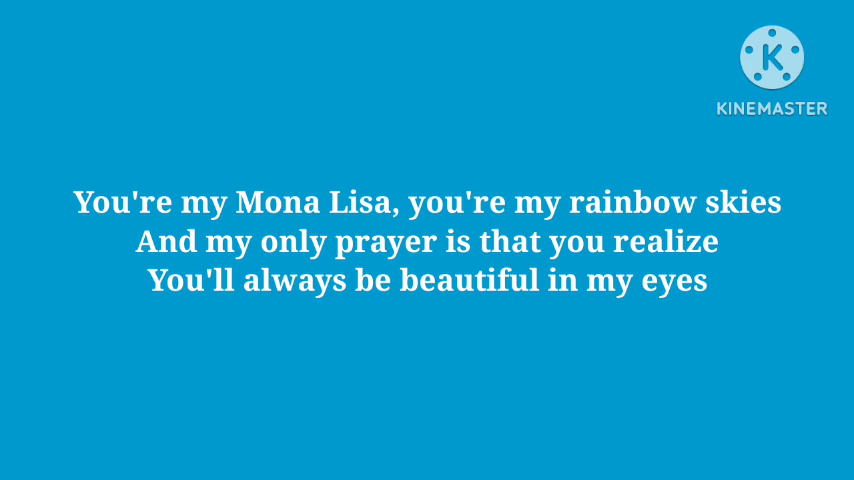 KINEMASTER
You're my Mona Lisa, you're my rainbow skies
And my only prayer is that you realize
You'll always be beautiful in my eyes